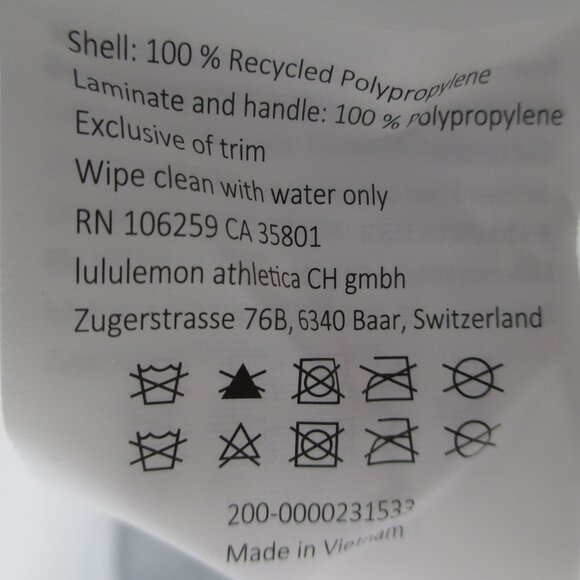 Shell: 100 % Recycled Polypropylene
Laminate and handle: 100 % Polypropylene
Exclusive of trim
Wipe clean with water only
RN 106259 CA 35801
lululemon athletica CH gmbh
Zugerstrasse 76B, 6340 Baar, Switzerland
Made in Vietnam